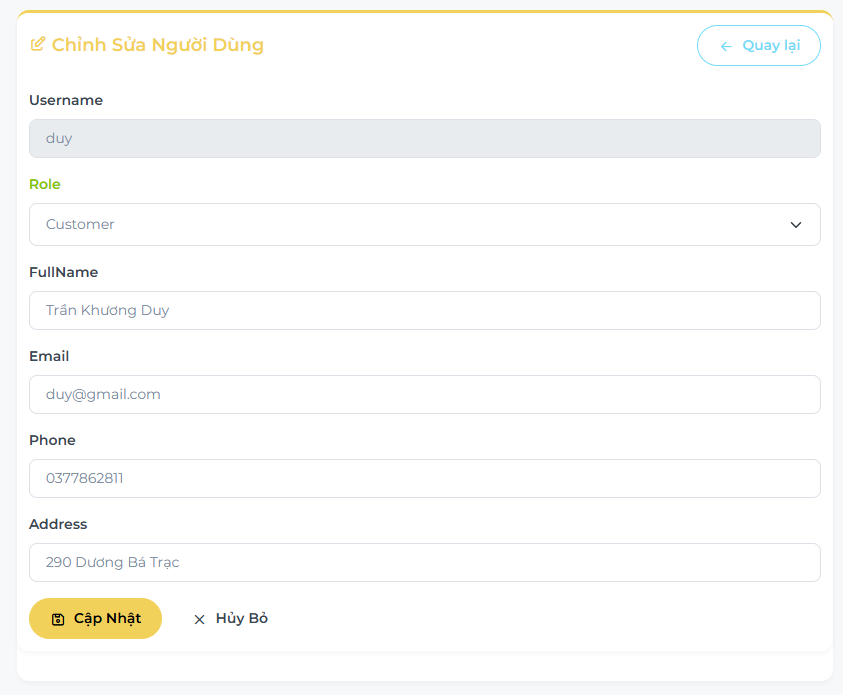 Chỉnh Sửa Người Dùng
Quay lại
Username
duy
Role
Customer
FullName
Trần Khương Duy
Email
duy@gmail.com
Phone
0377862811
Address
290 Dương Bá Trạc
Cập Nhật
Hủy Bỏ